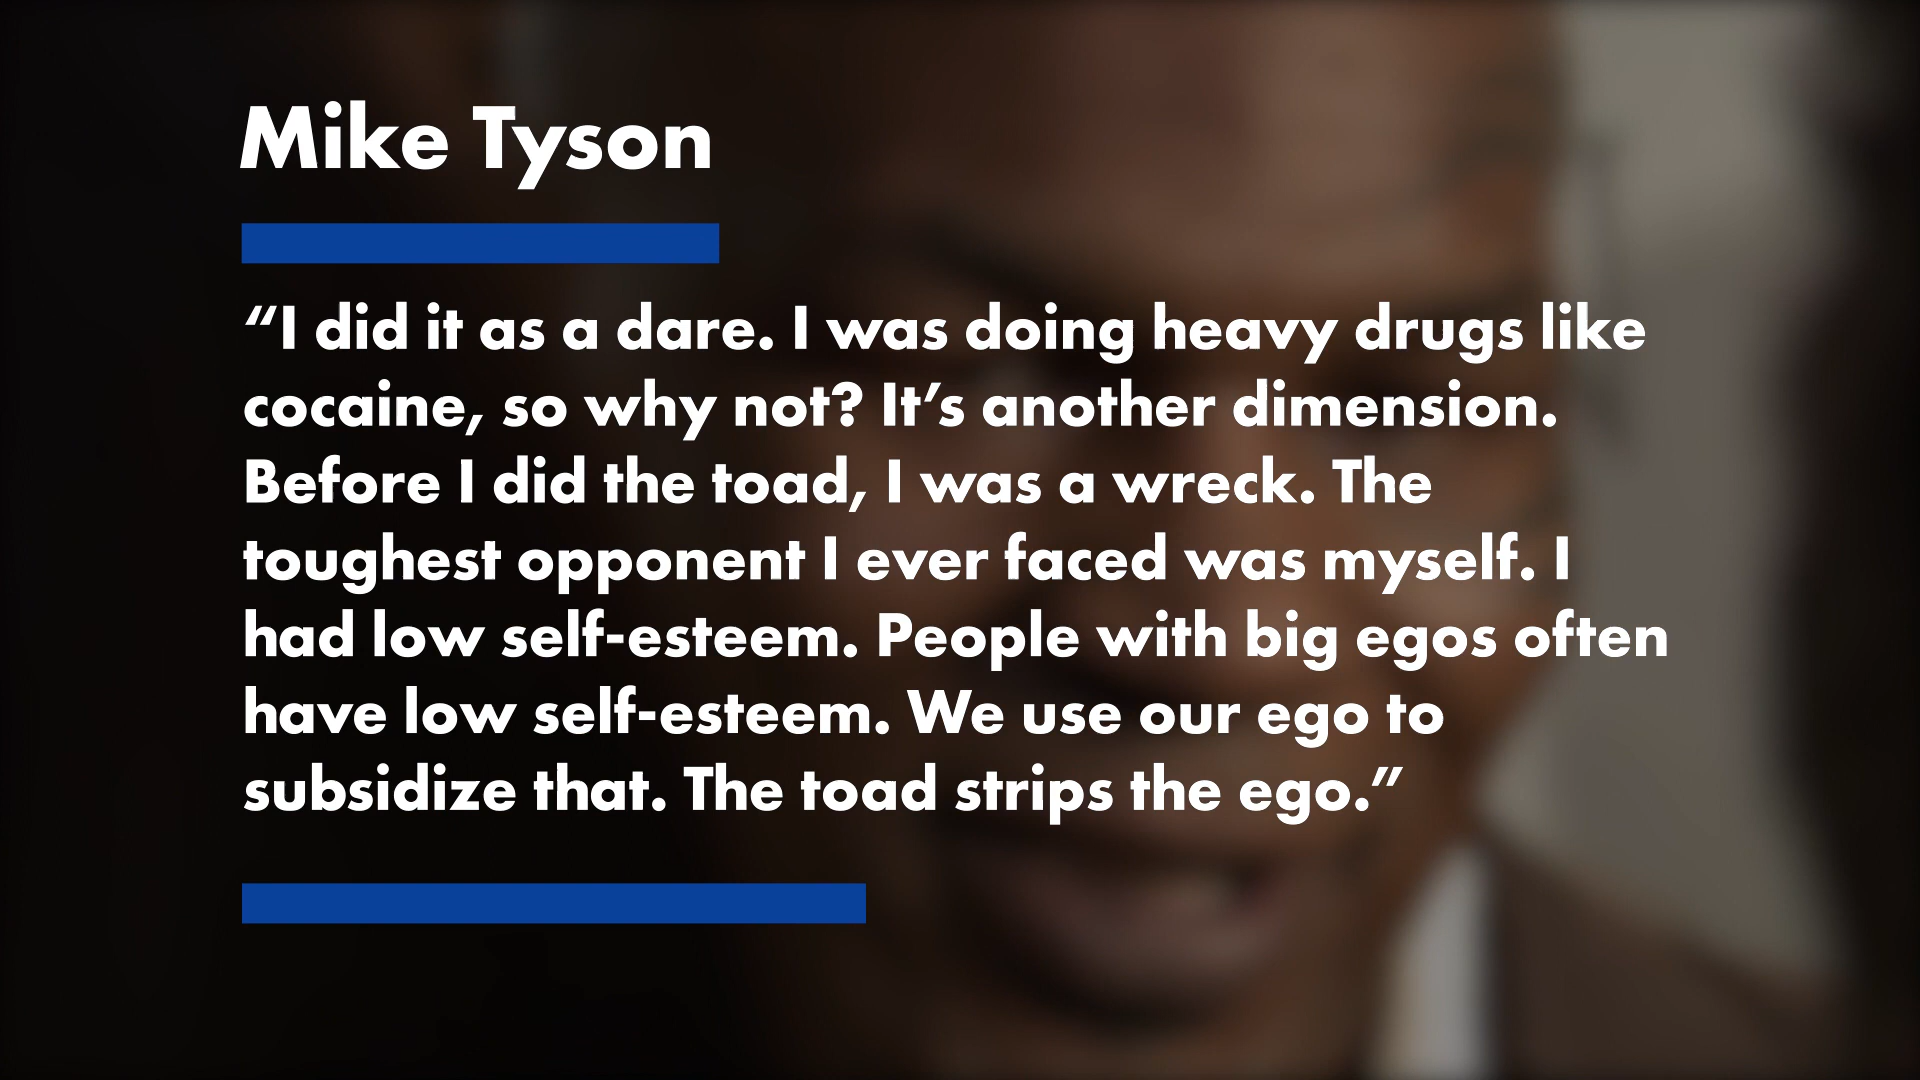 Mike Tyson
“I did it as a dare. I was doing heavy drugs like
cocaine, so why not? It’s another dimension.
Before I did the toad, I was a wreck. The
toughest opponent I ever faced was myself. I
had low self-esteem. People with big egos often
have low self-esteem. We use our ego to
subsidize that. The toad strips the ego.”